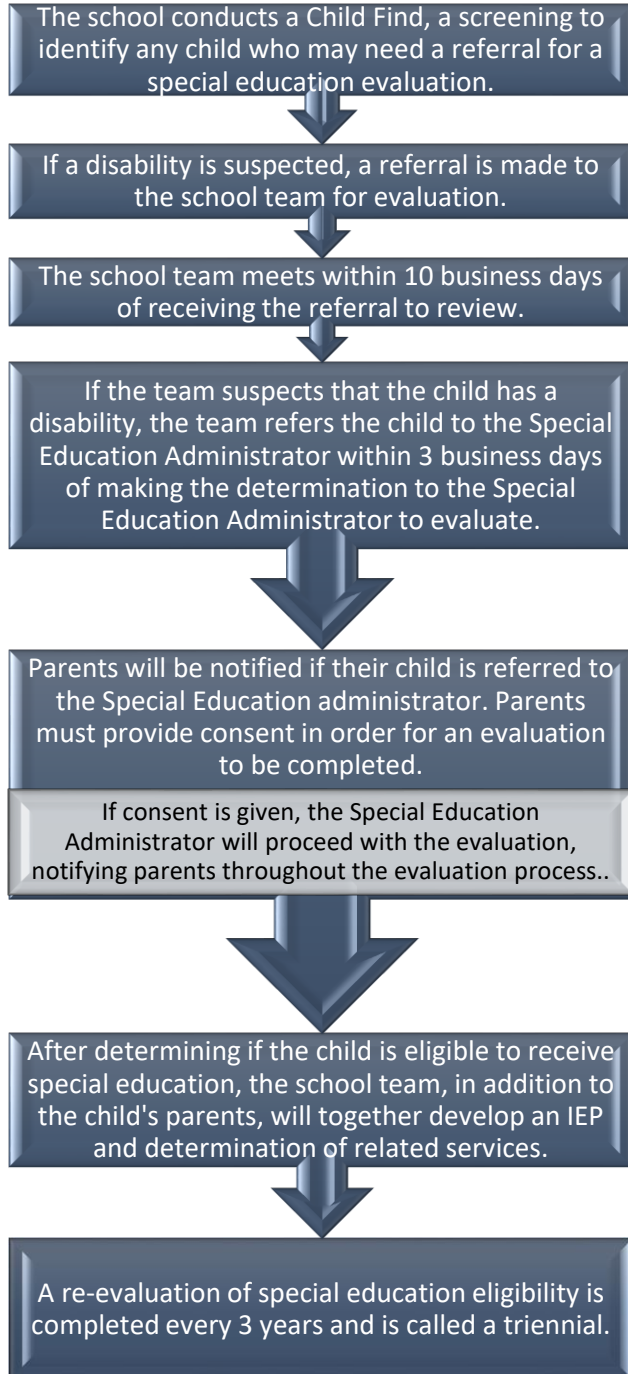 The school conducts a Child Find, a screening to
identify any child who may need a referral for a
special education evaluation.
If a disability is suspected, a referral is made to
the school team for evaluation.
The school team meets within 10 business days
of receiving the referral to review.
If the team suspects that the child has a
disability, the team refers the child to the Special
Education Administrator within 3 business days
of making the determination to the Special
Education Administrator to evaluate.
Parents will be notified if their child is referred to
the Special Education administrator. Parents
must provide consent in order for an evaluation
to be completed.
If consent is given, the Special Education
Administrator will proceed with the evaluation,
notifying parents throughout the evaluation process..
After determining if the child is eligible to receive
special education, the school team, in addition to
the child's parents, will together develop an IEP
and determination of related services.
A re-evaluation of special education eligibility is
completed every 3 years and is called a triennial.